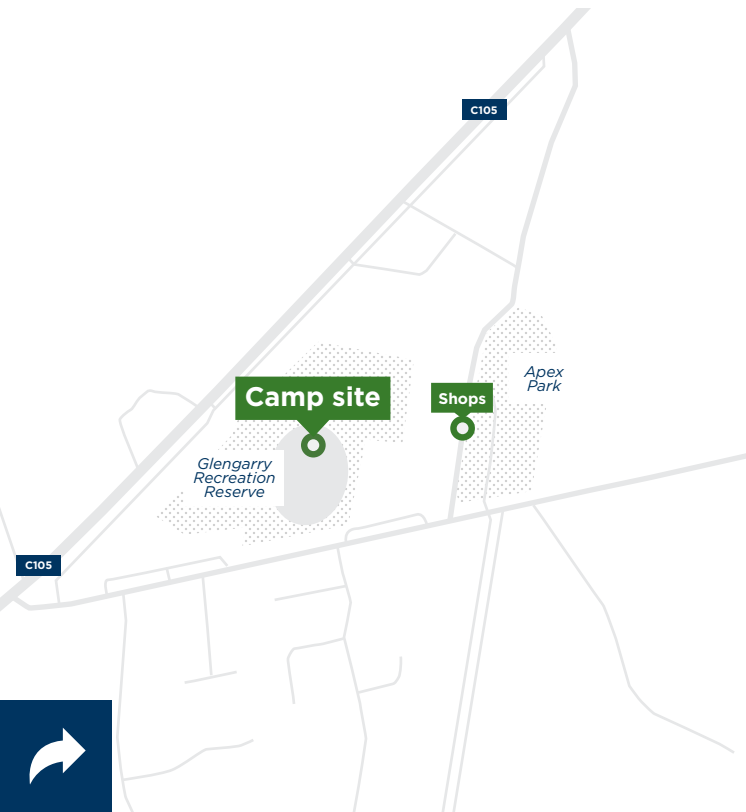 C105
Apex
Park
Camp site
Shops
Glengarry
Recreation
Reserve
C105